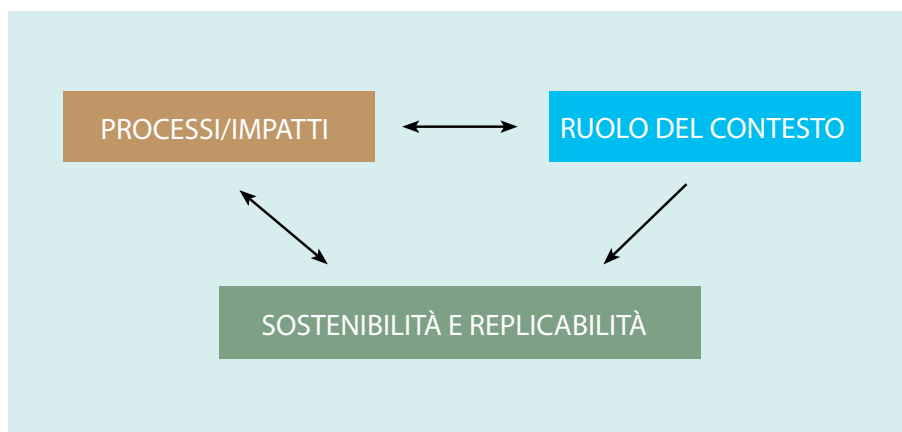 PROCESSI/IMPATTI
RUOLO DEL CONTESTO
SOSTENIBILITÀ E REPLICABILITÀ